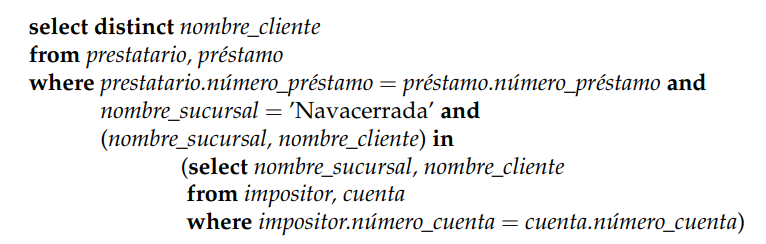 select distinct nombre_cliente
from prestatario, préstamo
where prestatario.número_préstamo = préstamo.número_préstamo and
nombre_sucursal = ’Navacerrada’ and
(nombre_sucursal, nombre_cliente) in
(select nombre_sucursal, nombre_cliente
from impositor, cuenta
where impositor.número_cuenta = cuenta.número_cuenta)